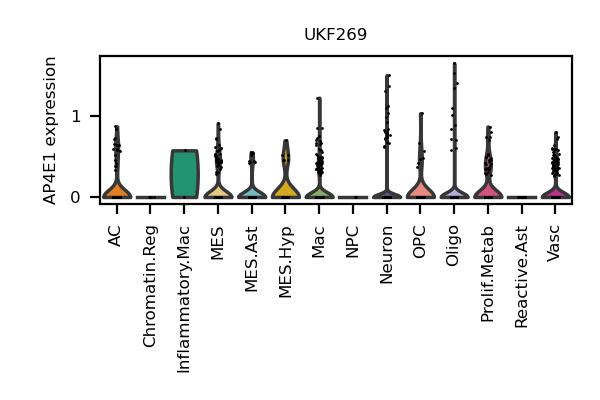 UKF269
AP4E1 expression
1
0
AC
Chromatin.Reg
Inflammatory.Mac
MES
MES.Ast
MES.Hyp
Mac
NPC
Neuron
OPC
Oligo
Prolif.Metab
Reactive.Ast
Vasc